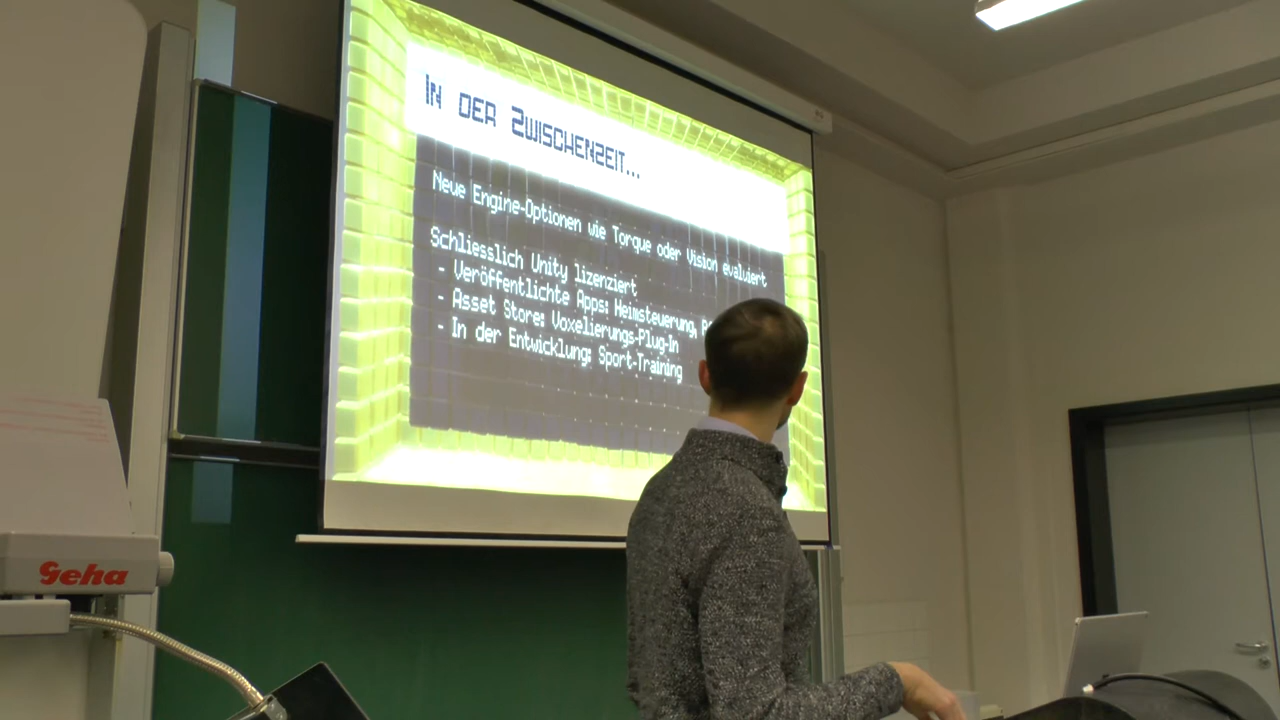 In der Zwischenzeit...
Neue Engine-Optionen wie Torque oder Vision evaluiert
Schliesslich Unity lizenziert
- Veröffentlichte Apps: Heimsteuerung,
- Asset Store: Voxelierungs-Plug-In
- In der Entwicklung: Sport-Training
Geha